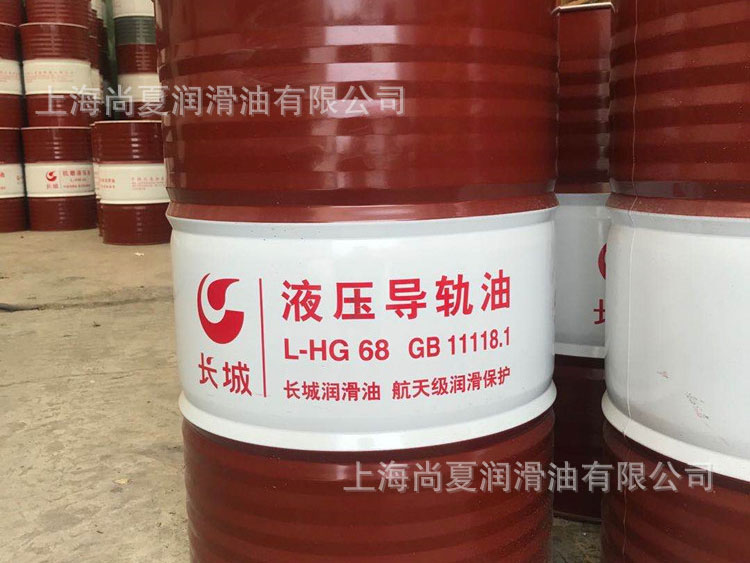 上海尚夏润滑油有限公司
长城
液压导轨油
L-HG 68 GB 11118.1
长城润滑油 航天级润滑保护
长城
上海尚夏润滑油有限公司